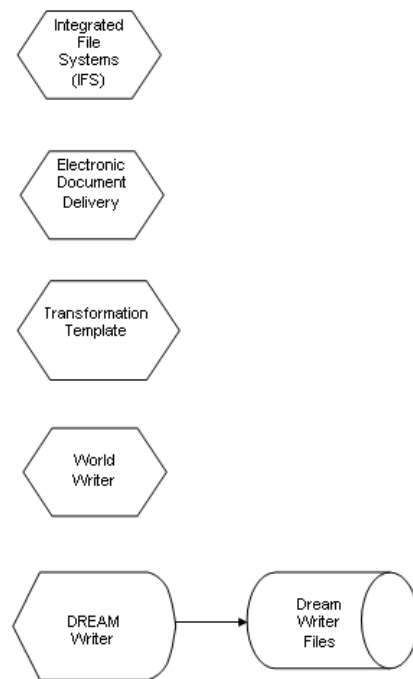 Integrated
File
Systems
(IFS)
Electronic
Document
Delivery
Transformation
Template
World
Writer
DREAM
Writer
Dream
Writer
Files